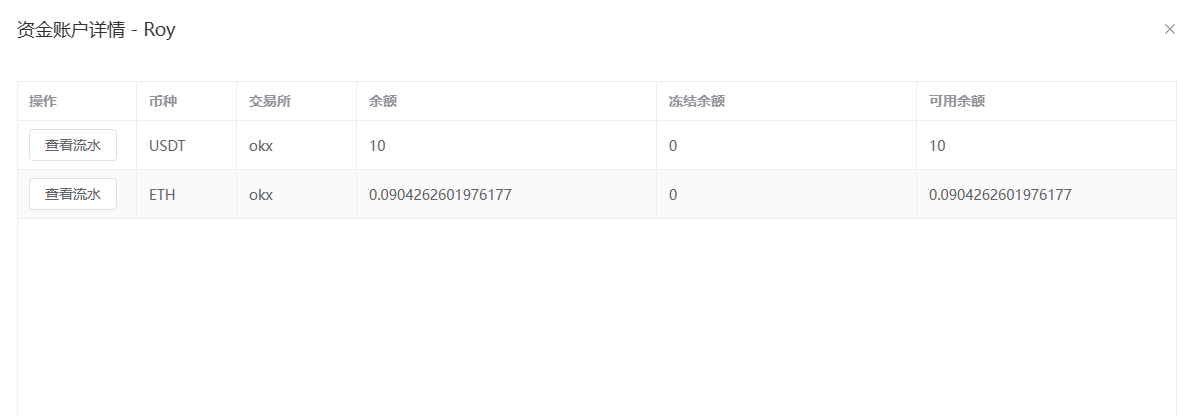 资金账户详情 - Roy
操作 币种 交易所 余额 冻结余额 可用余额
查看流水 USDT okx 10 0 10
查看流水 ETH okx 0.0904262601976177 0 0.0904262601976177